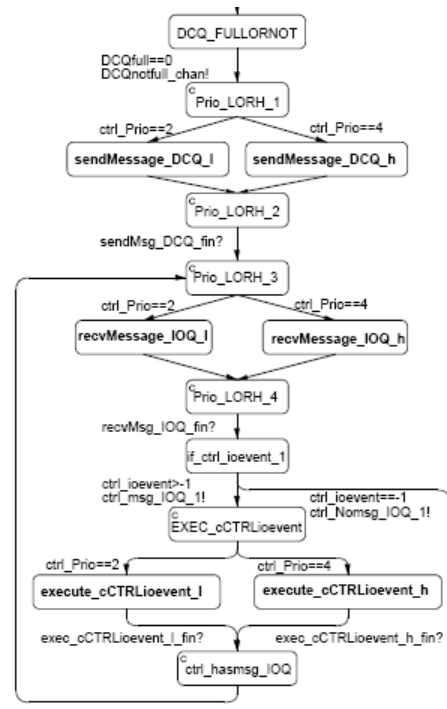 DCQ_FULLORNOT
DCQfull==0
DCQnotfull_chan!
C
Prio_LORH_1
ctrl_Prio==2
ctrl_Prio==4
sendMessage_DCQ_l
sendMessage_DCQ_h
C
Prio_LORH_2
sendMsg_DCQ_fin?
C
Prio_LORH_3
ctrl_Prio==2
ctrl_Prio==4
recvMessage_IOQ_l
recvMessage_IOQ_h
C
Prio_LORH_4
recvMsg_IOQ_fin?
if_ctrl_ioevent_1
ctrl_ioevent>-1
ctrl_msg_IOQ_1!
ctrl_ioevent==-1
ctrl_Nomsg_IOQ_1!
C
EXEC_cCTRLioevent
ctrl_Prio==2
ctrl_Prio==4
execute_cCTRLioevent_l
execute_cCTRLioevent_h
exec_cCTRLioevent_l_fin?
exec_cCTRLioevent_h_fin?
C
ctrl_hasmsg_IOQ